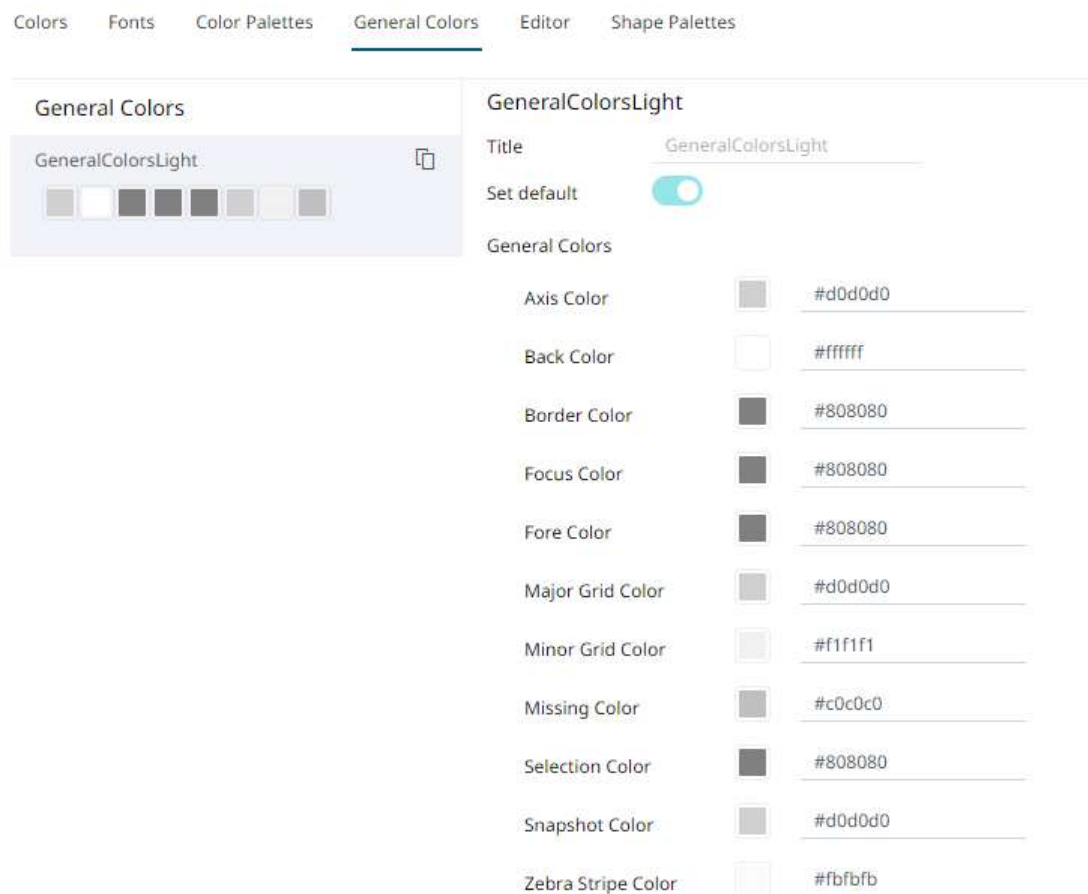 Colors Fonts Color Palettes General Colors Editor Shape Palettes
General Colors
GeneralColorsLight
GeneralColorsLight
Title GeneralColorsLight
Set default
General Colors
Axis Color #d0d0d0
Back Color #ffffff
Border Color #808080
Focus Color #808080
Fore Color #808080
Major Grid Color #d0d0d0
Minor Grid Color #f1f1f1
Missing Color #c0c0c0
Selection Color #808080
Snapshot Color #d0d0d0
Zebra Stripe Color #fbfbfb